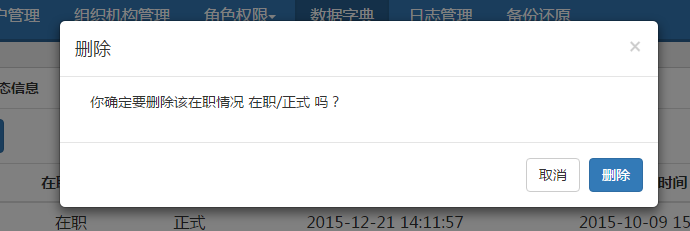 户管理 组织机构管理 角色权限 数据字典 日志管理 备份还原
删除 ×
态信息
你确定要删除该在职情况 在职/正式 吗？
取消 删除
在职 时间
在职 正式 2015-12-21 14:11:57 2015-10-09 15